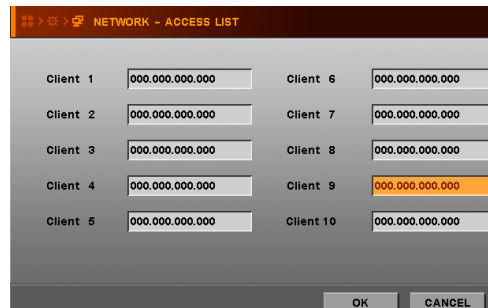 NETWORK - ACCESS LIST
Client 1 000.000.000.000 Client 6 000.000.000.000
Client 2 000.000.000.000 Client 7 000.000.000.000
Client 3 000.000.000.000 Client 8 000.000.000.000
Client 4 000.000.000.000 Client 9 000.000.000.000
Client 5 000.000.000.000 Client 10 000.000.000.000
OK CANCEL